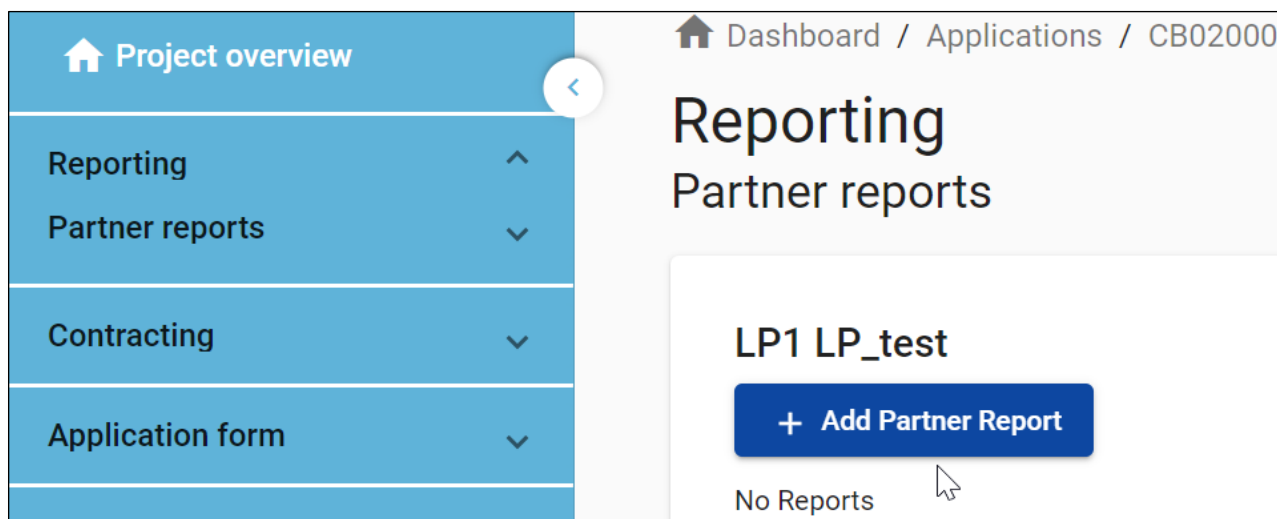 Project overview
Reporting
Partner reports
Contracting
Application form
Dashboard / Applications / CB02000
Reporting
Partner reports
LP1 LP_test
+ Add Partner Report
No Reports